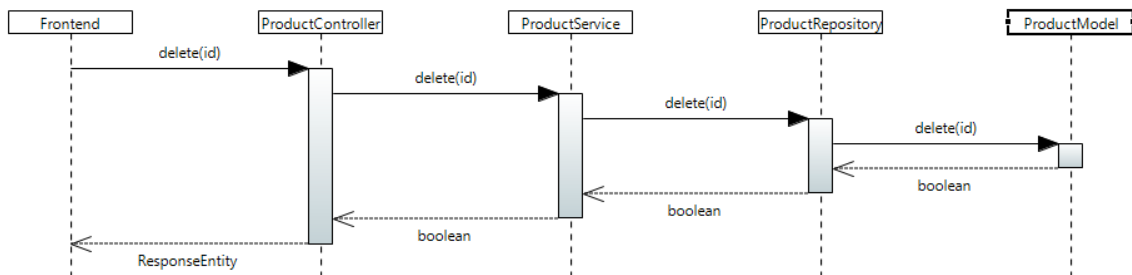 Frontend
ProductController
ProductService
ProductRepository
ProductModel
delete(id)
delete(id)
delete(id)
delete(id)
boolean
boolean
boolean
ResponseEntity